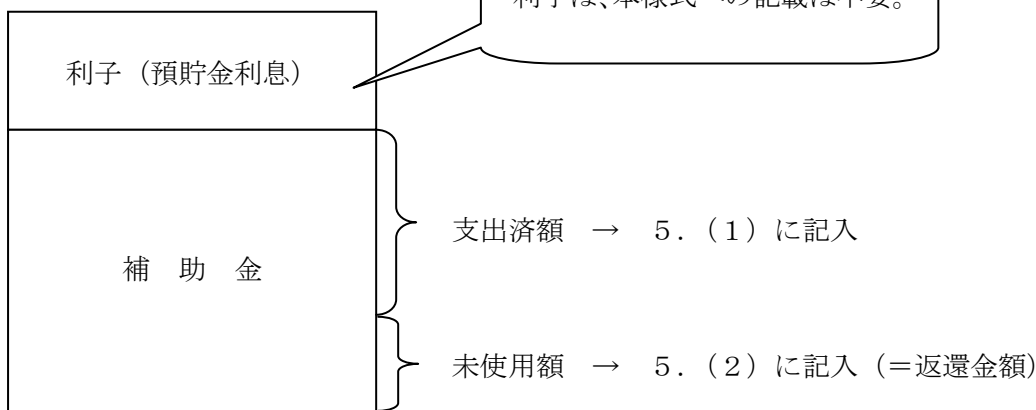 利子は、本様式への記載は不要。
利子（預貯金利息）
支出済額　→　５．（１）に記入
補　助　金
未使用額　→　５．（２）に記入（＝返還金額）